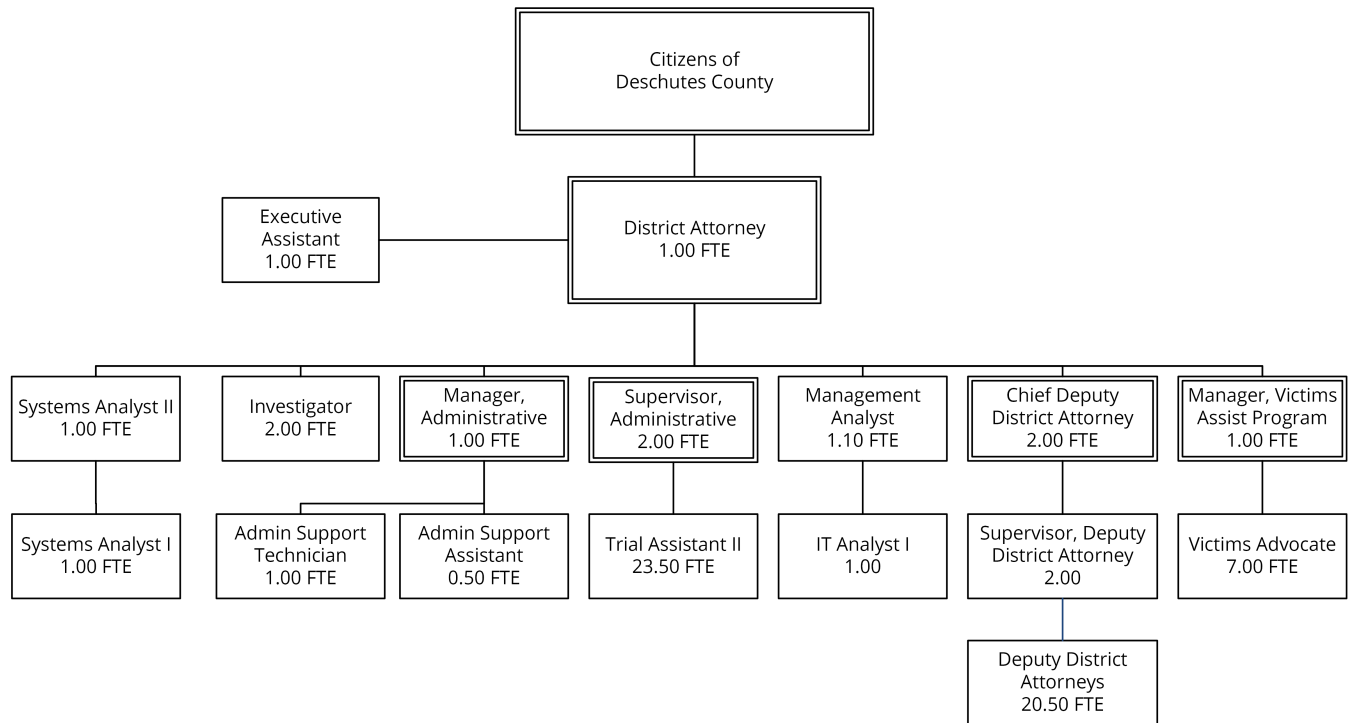 Citizens of
Deschutes County
Executive
Assistant
1.00 FTE
District Attorney
1.00 FTE
Systems Analyst II
1.00 FTE
Investigator
2.00 FTE
Manager,
Administrative
1.00 FTE
Supervisor,
Administrative
2.00 FTE
Management
Analyst
1.10 FTE
Chief Deputy
District Attorney
2.00 FTE
Manager, Victims
Assist Program
1.00 FTE
Systems Analyst I
1.00 FTE
Admin Support
Technician
1.00 FTE
Admin Support
Assistant
0.50 FTE
Trial Assistant II
23.50 FTE
IT Analyst I
1.00
Supervisor, Deputy
District Attorney
2.00
Victims Advocate
7.00 FTE
Deputy District
Attorneys
20.50 FTE